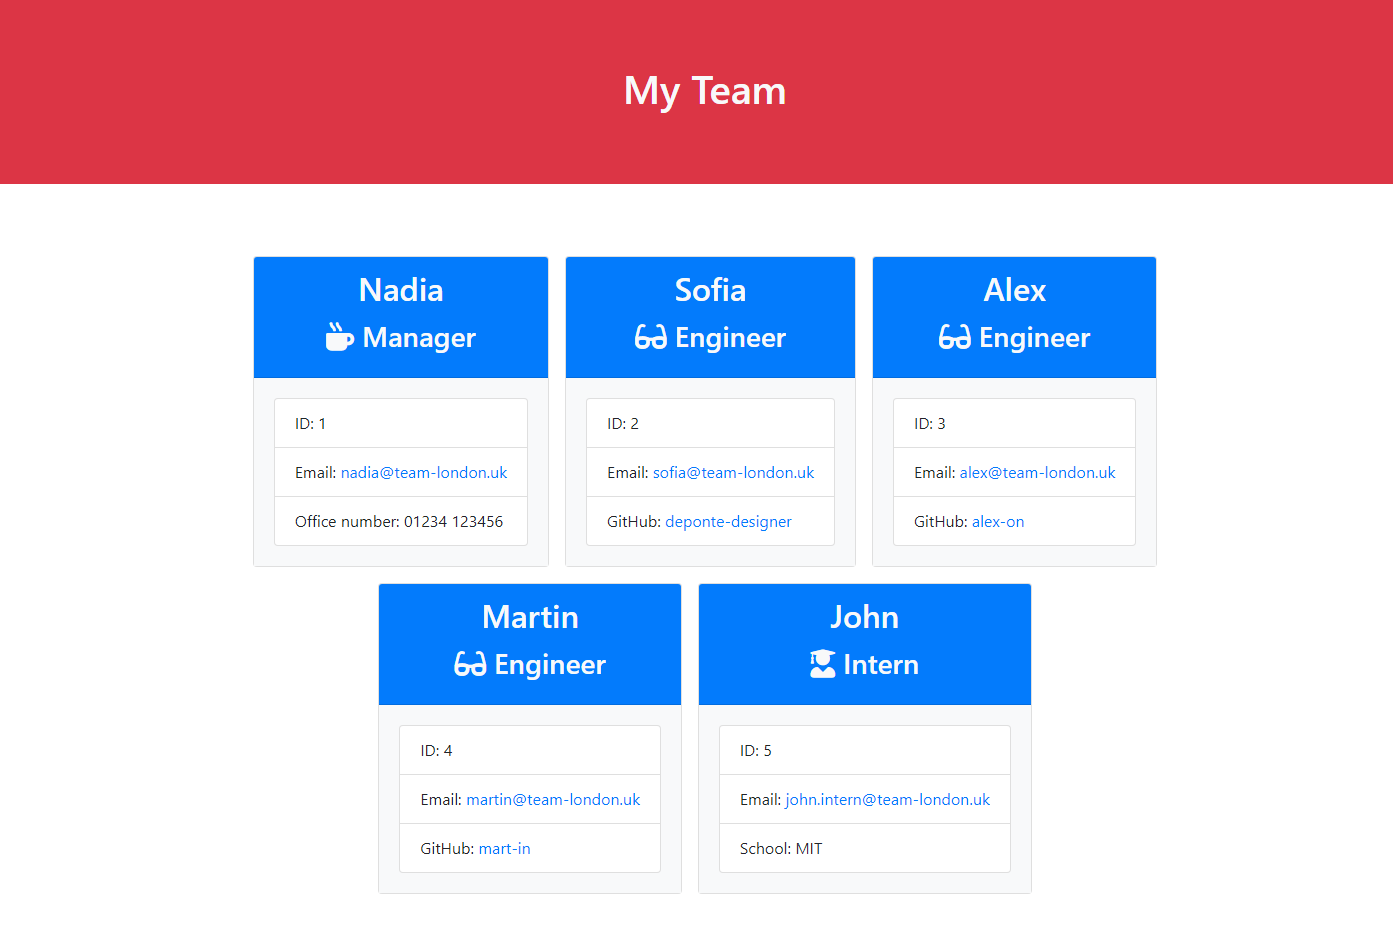 My Team
Nadia
Manager
ID: 1
Email: nadia@team-london.uk
Office number: 01234 123456
Sofia
Engineer
ID: 2
Email: sofia@team-london.uk
GitHub: deponte-designer
Alex
Engineer
ID: 3
Email: alex@team-london.uk
GitHub: alex-on
Martin
Engineer
ID: 4
Email: martin@team-london.uk
GitHub: mart-in
John
Intern
ID: 5
Email: john.intern@team-london.uk
School: MIT